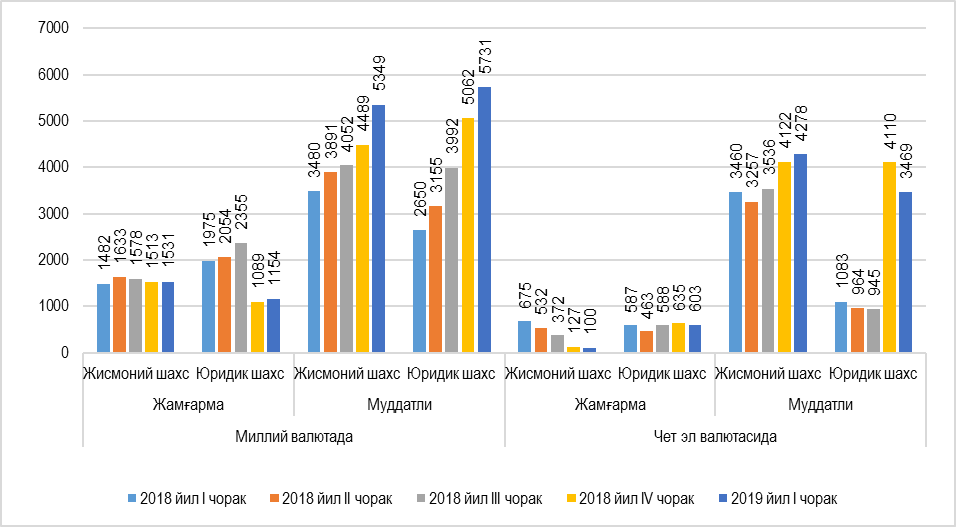 7000
6000
5000
4000
3000
2000
1000
0
1482 1633 1578 1513 1531
1975 2054 2355 1089 1154
3480 3891 4052 4489 5349
2650 3155 3992 5062 5731
675 532 372 127 100
587 463 588 635 603
3460 3257 3536 4122 4278
1083 964 945 4110 3469
Жисмоний шахс Юридик шахс Жисмоний шахс Юридик шахс Жисмоний шахс Юридик шахс Жисмоний шахс Юридик шахс
Жамғарма Муддатли Жамғарма Муддатли
Миллий валютада Чет эл валютасида
2018 йил I чорак 2018 йил II чорак 2018 йил III чорак 2018 йил IV чорак 2019 йил I чорак